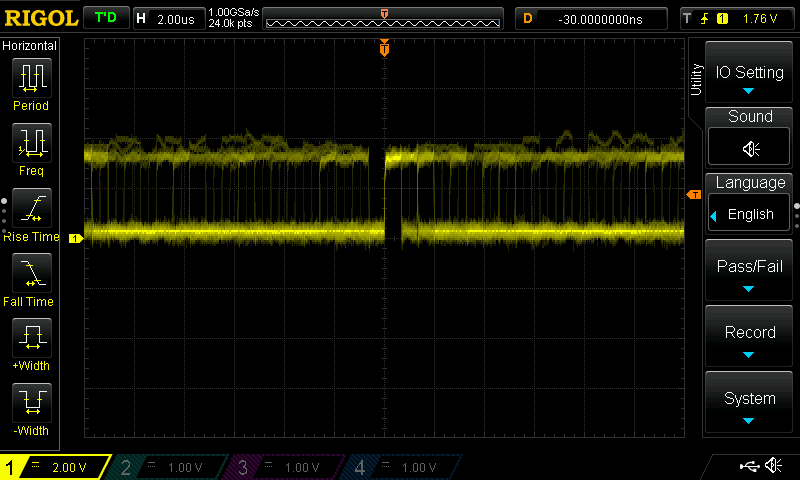 RIGOL T'D H 2.00us 1.00GSa/s 24.0k pts T D -30.0000000ns T 1 1.76 V
Horizontal
Period
Freq
Rise Time
Fall Time
+Width
-Width
T
T
1
Utility
IO Setting
Sound
Language
English
Pass/Fail
Record
System
1 2.00 V 2 1.00 V 3 1.00 V 4 1.00 V